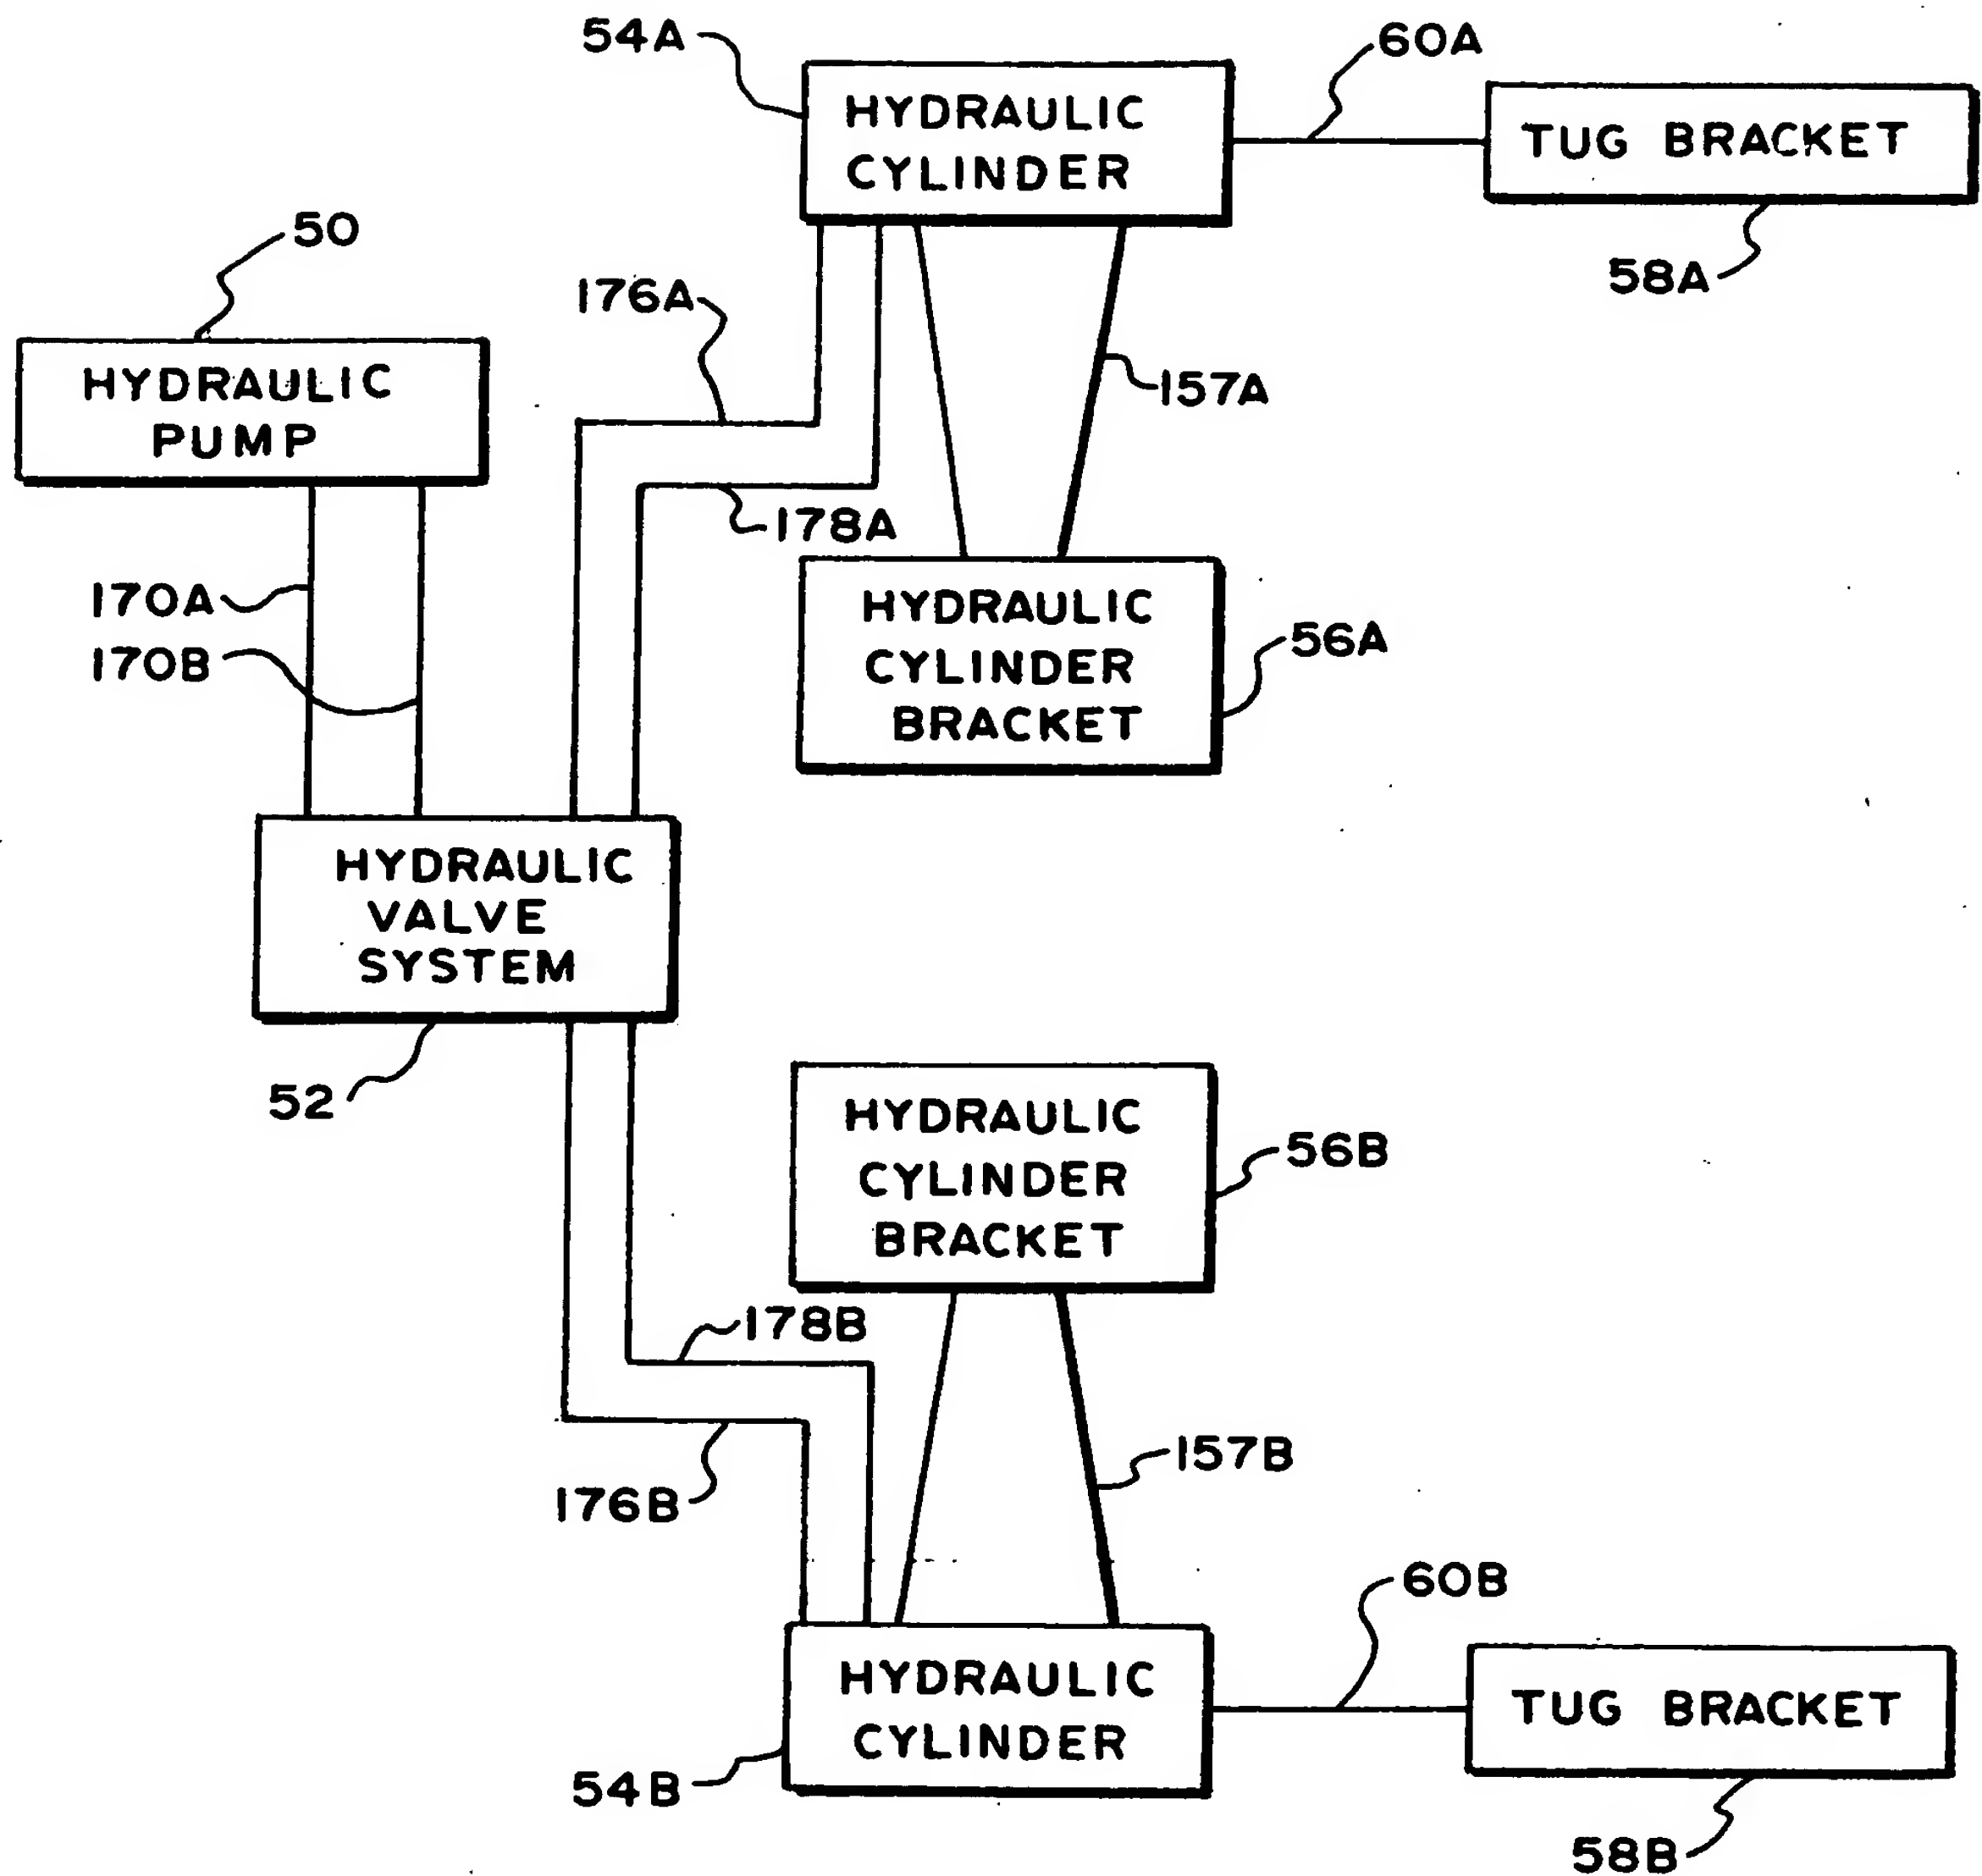 54A
60A
HYDRAULIC
CYLINDER
TUG BRACKET
58A
50
176A
157A
HYDRAULIC
PUMP
178A
170A
170B
HYDRAULIC
CYLINDER
BRACKET
56A
HYDRAULIC
VALVE
SYSTEM
52
HYDRAULIC
CYLINDER
BRACKET
56B
178B
176B
157B
60B
HYDRAULIC
CYLINDER
TUG BRACKET
54B
58B